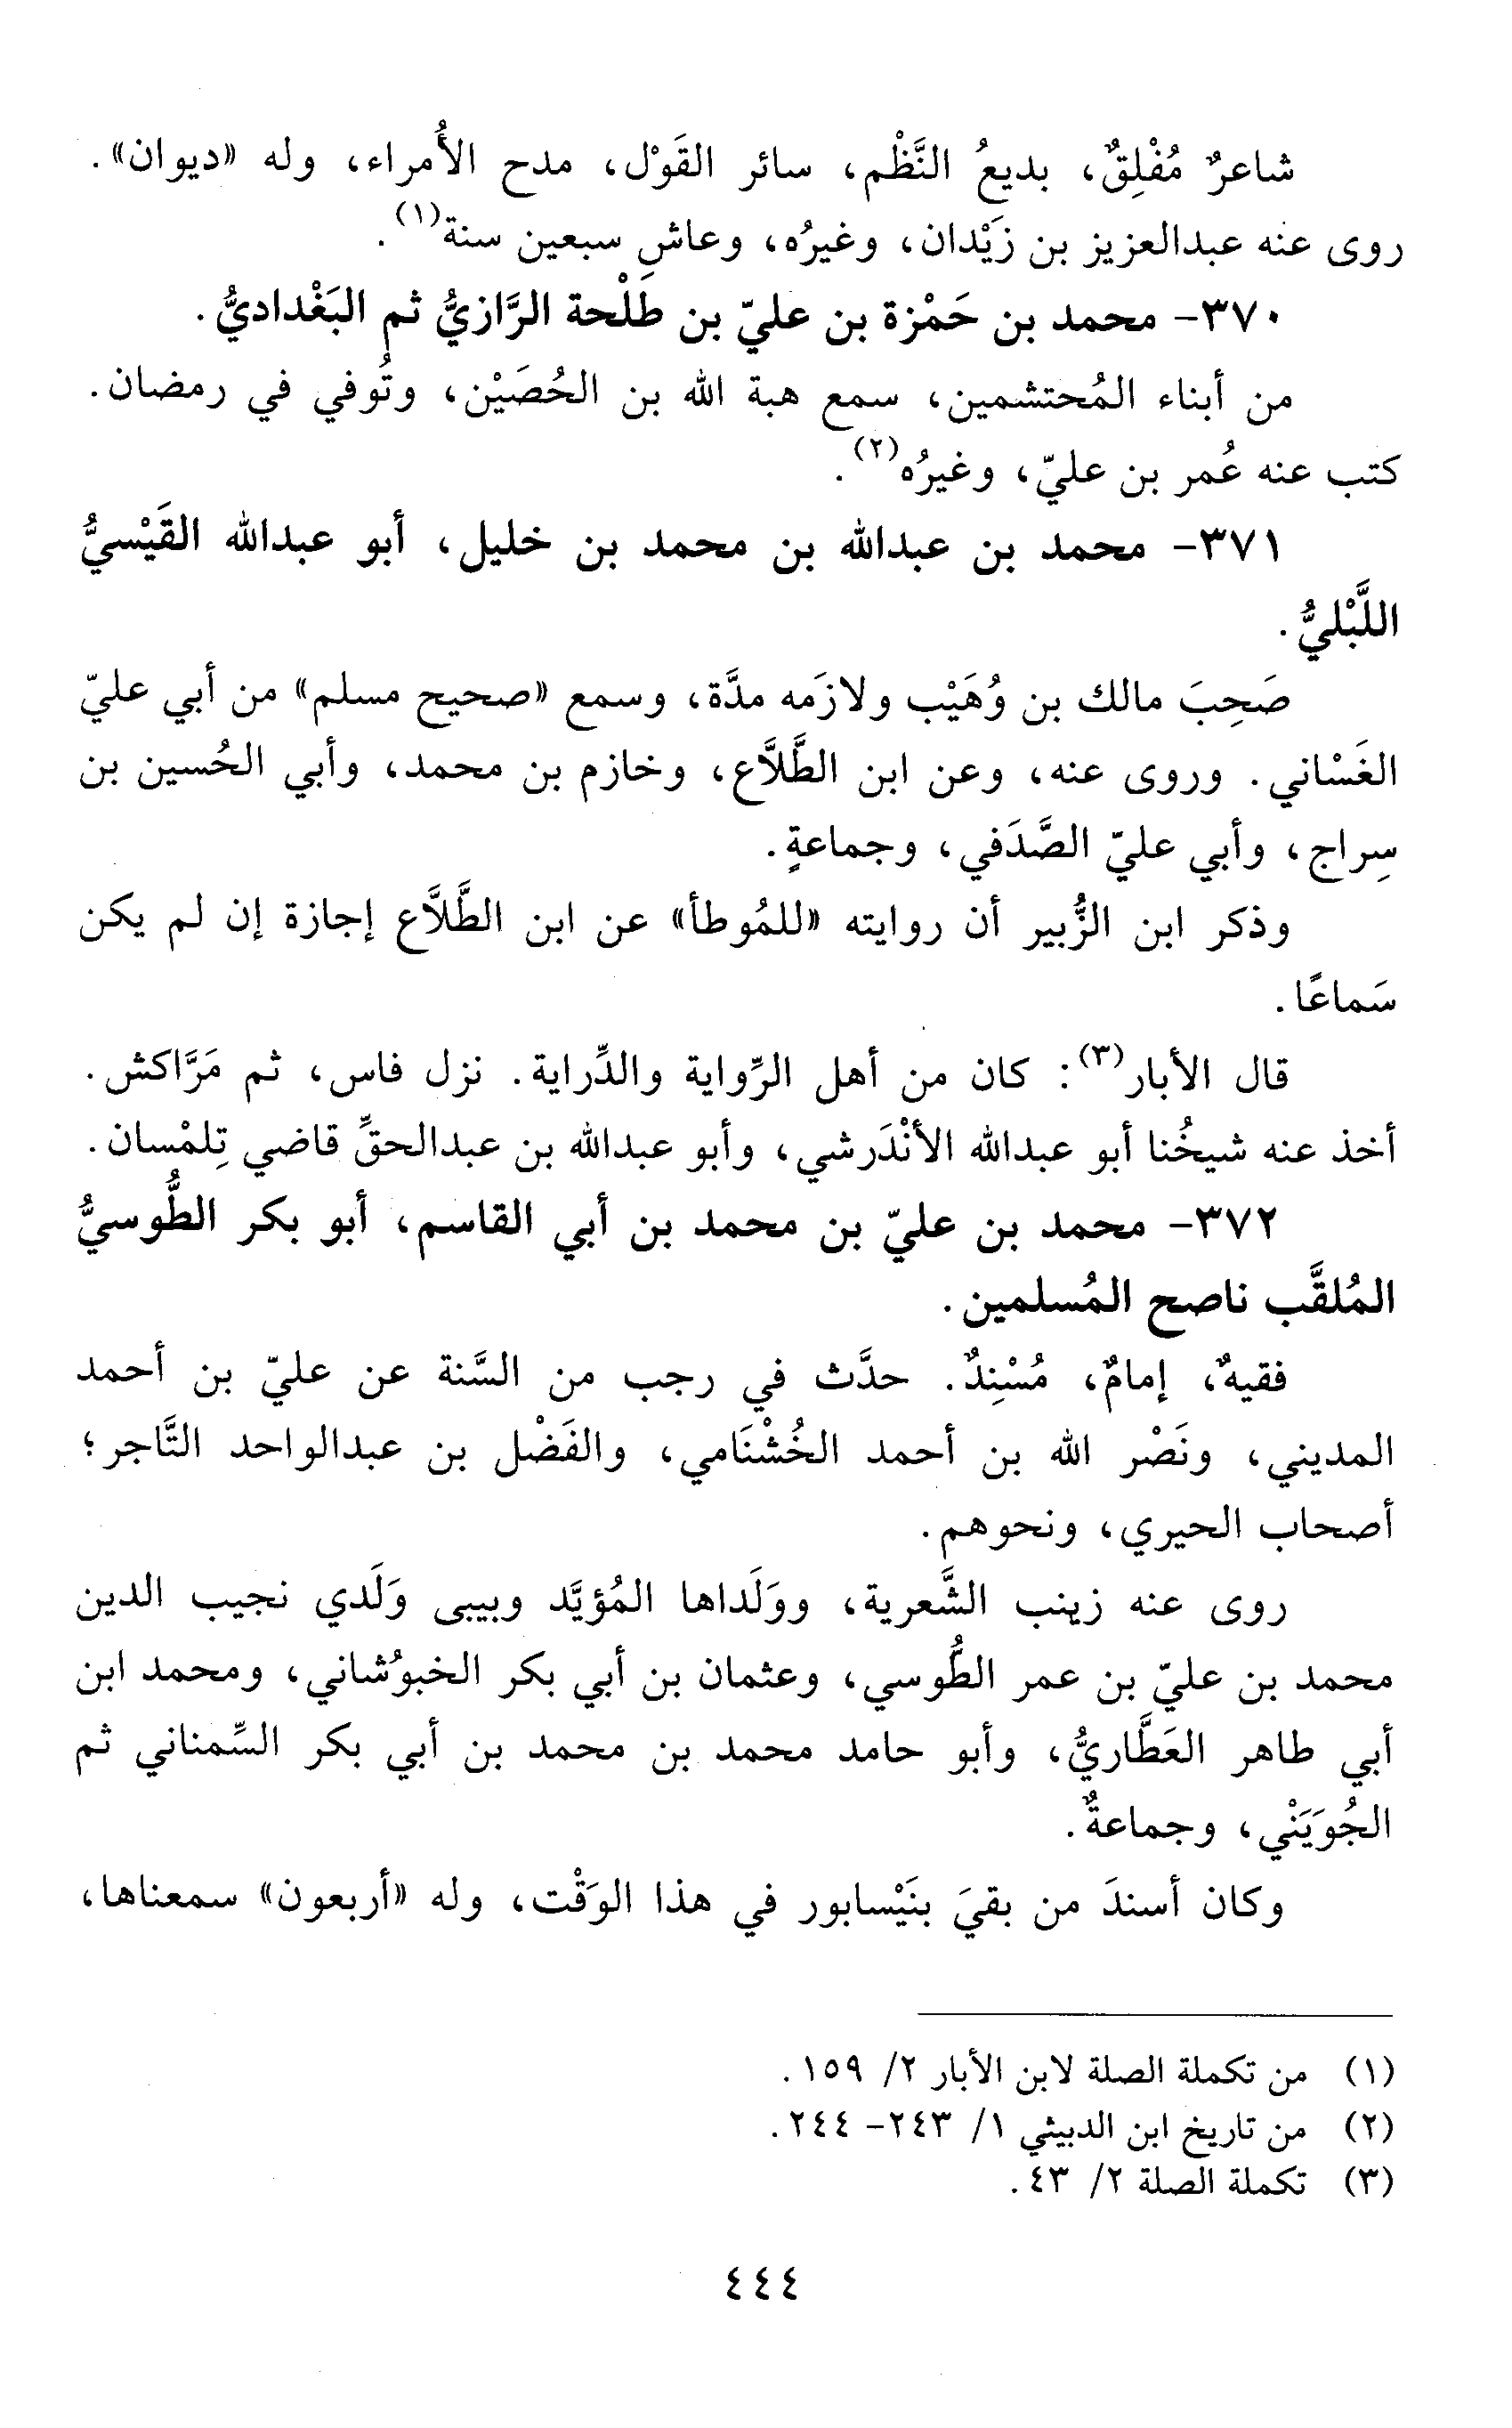 شاعرٌ مُفْلِقٌ، بديعُ النَّظْم، سائر القَوْل، مدح الأُمراء، وله «ديوان».
روى عنه عبدالعزيز بن زَيْدان، وغيرُه، وعاش سبعين سنة(١).
٣٧٠- محمد بن حَمْزة بن عليّ بن طَلْحة الرَّازيُّ ثم البَغْداديُّ.
من أبناء المُحتشمين، سمع هبة الله بن الحُصَيْن، وتُوفي في رمضان.
كتب عنه عُمر بن عليّ، وغيرُه(٢).
٣٧١- محمد بن عبدالله بن محمد بن خليل، أبو عبدالله القَيْسيُّ
اللَّبْليُّ.
صَحِبَ مالك بن وُهَيْب ولازَمه مدَّة، وسمع «صحيح مسلم» من أبي عليّ
الغَسْاني. وروى عنه، وعن ابن الطَّلَّاع، وخازم بن محمد، وأبي الحُسين بن
سِراج، وأبي عليّ الصَّدَفي، وجماعةٍ.
وذكر ابن الزُّبير أن روايته «للمُوطأ» عن ابن الطَّلَّاع إجازة إن لم يكن
سَماعًا.
قال الأبار(٣): كان من أهل الرِّواية والدِّراية. نزل فاس، ثم مَرَّاكش.
أخذ عنه شيخُنا أبو عبدالله الأنْدَرشي، وأبو عبدالله بن عبدالحقِّ قاضي تِلمْسان.
٣٧٢- محمد بن عليّ بن محمد بن أبي القاسم، أبو بكر الطُّوسيُّ
المُلقَّب ناصح المُسلمين.
فقيهٌ، إمامٌ، مُسْنِدٌ. حدَّث في رجب من السَّنة عن عليّ بن أحمد
المديني، ونَصْر الله بن أحمد الخُشْنَامي، والفَضْل بن عبدالواحد التَّاجر؛
أصحاب الحيري، ونحوهم.
روى عنه زينب الشَّعرية، ووَلَداها المُؤيَّد وبيبى وَلَدي نجيب الدين
محمد بن عليّ بن عمر الطُّوسي، وعثمان بن أبي بكر الخبوُشاني، ومحمد ابن
أبي طاهر العَطَّاريُّ، وأبو حامد محمد بن محمد بن أبي بكر السِّمناني ثم
الجُوَيَنْي، وجماعةٌ.
وكان أسندَ من بقيَ بنَيْسابور في هذا الوَقْت، وله «أربعون» سمعناها،
(١) من تكملة الصلة لابن الأبار ٢/ ١٥٩.
(٢) من تاريخ ابن الدبيثي ١/ ٢٤٣- ٢٤٤.
(٣) تكملة الصلة ٢/ ٤٣.
٤٤٤